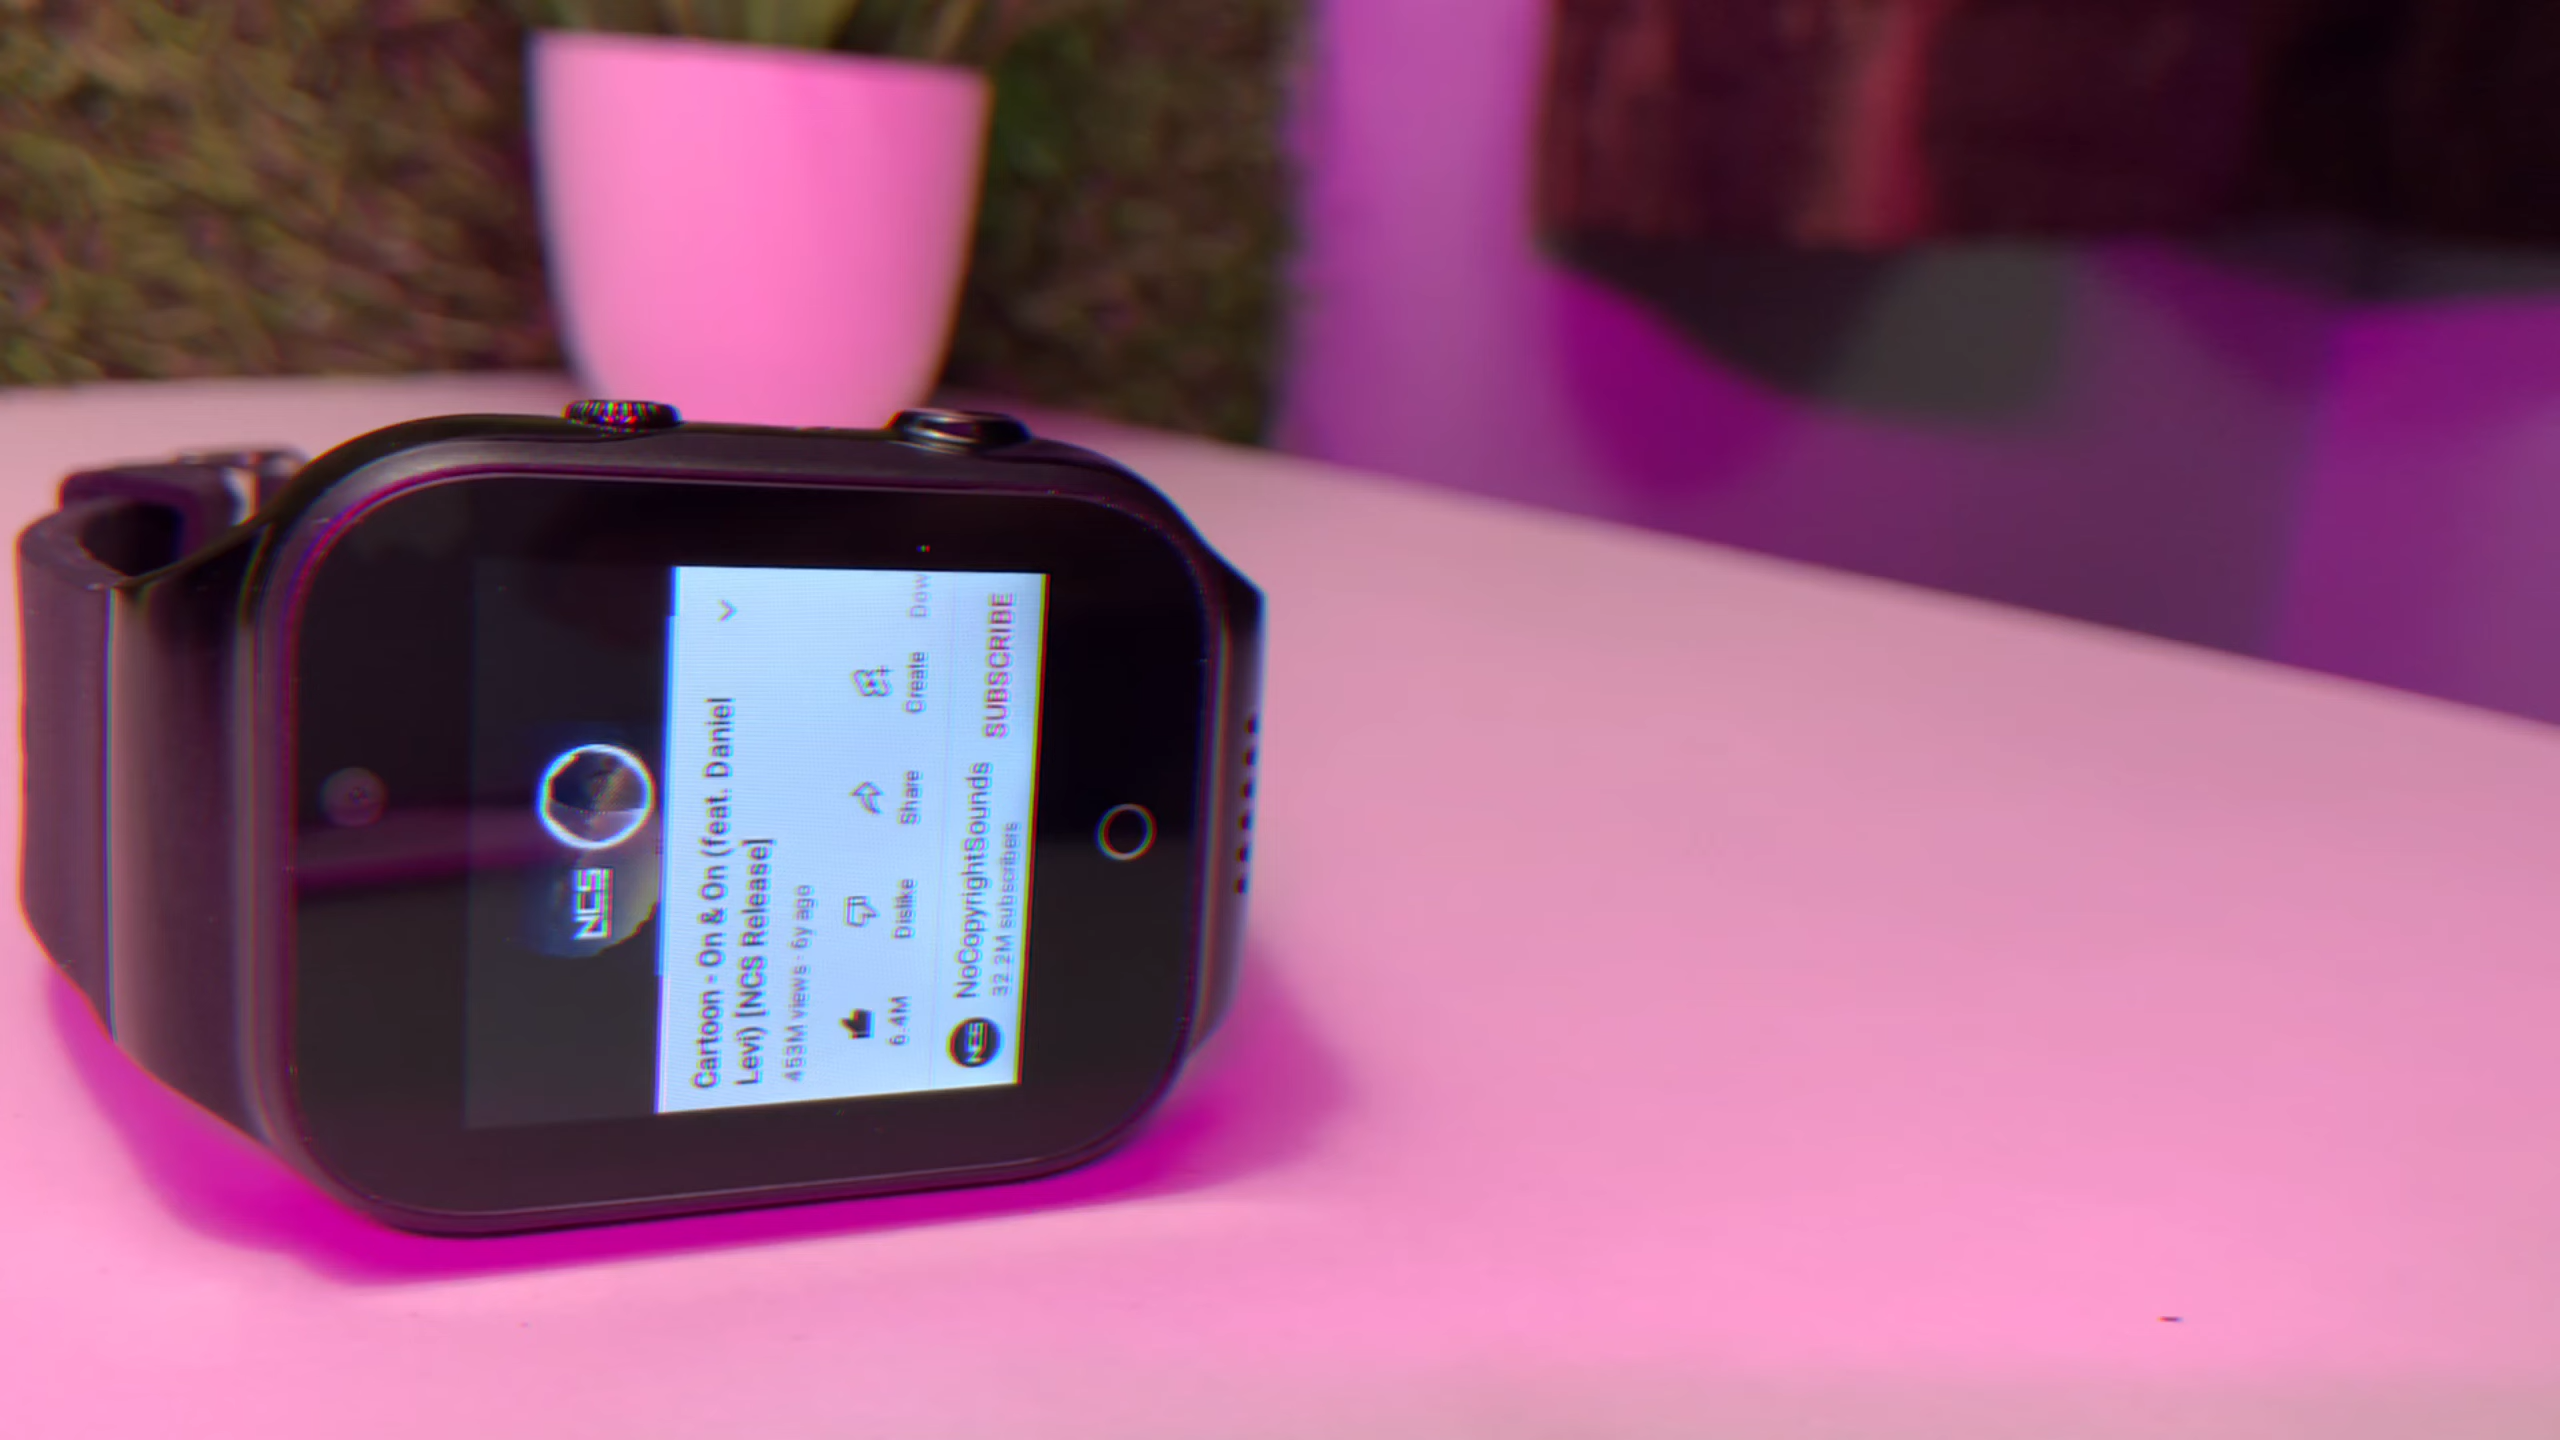 NCS
Cartoon - On & On (feat. Daniel
Levi) [NCS Release]
453M views · 6y ago
6.4M
Dislike
Share
Create
Dow
NCS
NoCopyrightSounds
32.2M subscribers
SUBSCRIBE